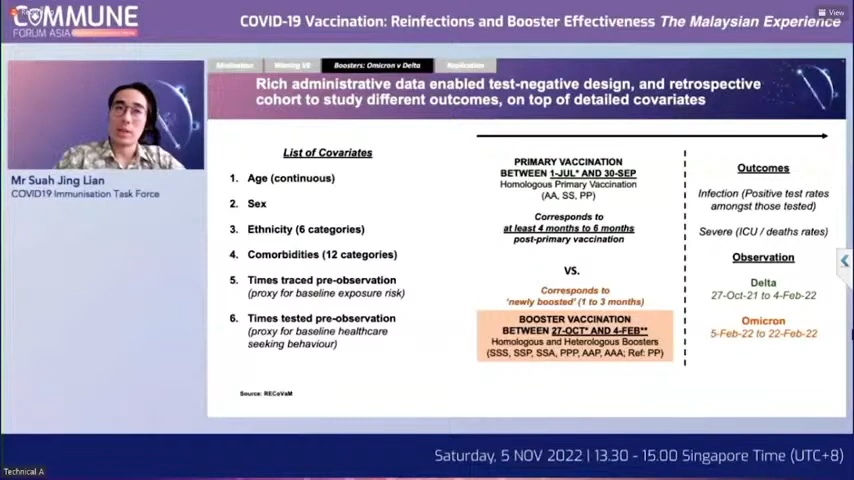 COMMUNE
FORUM ASIA
COVID-19 Vaccination: Reinfections and Booster Effectiveness The Malaysian Experience
View
Motivation Waning VE Boosters: Omicron v Delta Replication
Rich administrative data enabled test-negative design, and retrospective
cohort to study different outcomes, on top of detailed covariates
Mr Suah Jing Lian
COVID19 Immunisation Task Force
List of Covariates
1. Age (continuous)
2. Sex
3. Ethnicity (6 categories)
4. Comorbidities (12 categories)
5. Times traced pre-observation
(proxy for baseline exposure risk)
6. Times tested pre-observation
(proxy for baseline healthcare
seeking behaviour)
Source: RECoVaM
PRIMARY VACCINATION
BETWEEN 1-JUL* AND 30-SEP
Homologous Primary Vaccination
(AA, SS, PP)
Corresponds to
at least 4 months to 6 months
post-primary vaccination
VS.
Corresponds to
'newly boosted' (1 to 3 months)
BOOSTER VACCINATION
BETWEEN 27-OCT* AND 4-FEB**
Homologous and Heterologous Boosters
(SSS, SSP, SSA, PPP, AAP, AAA; Ref: PP)
Outcomes
Infection (Positive test rates
amongst those tested)
Severe (ICU / deaths rates)
Observation
Delta
27-Oct-21 to 4-Feb-22
Omicron
5-Feb-22 to 22-Feb-22
Saturday, 5 NOV 2022 | 13.30 - 15.00 Singapore Time (UTC+8)
Technical A